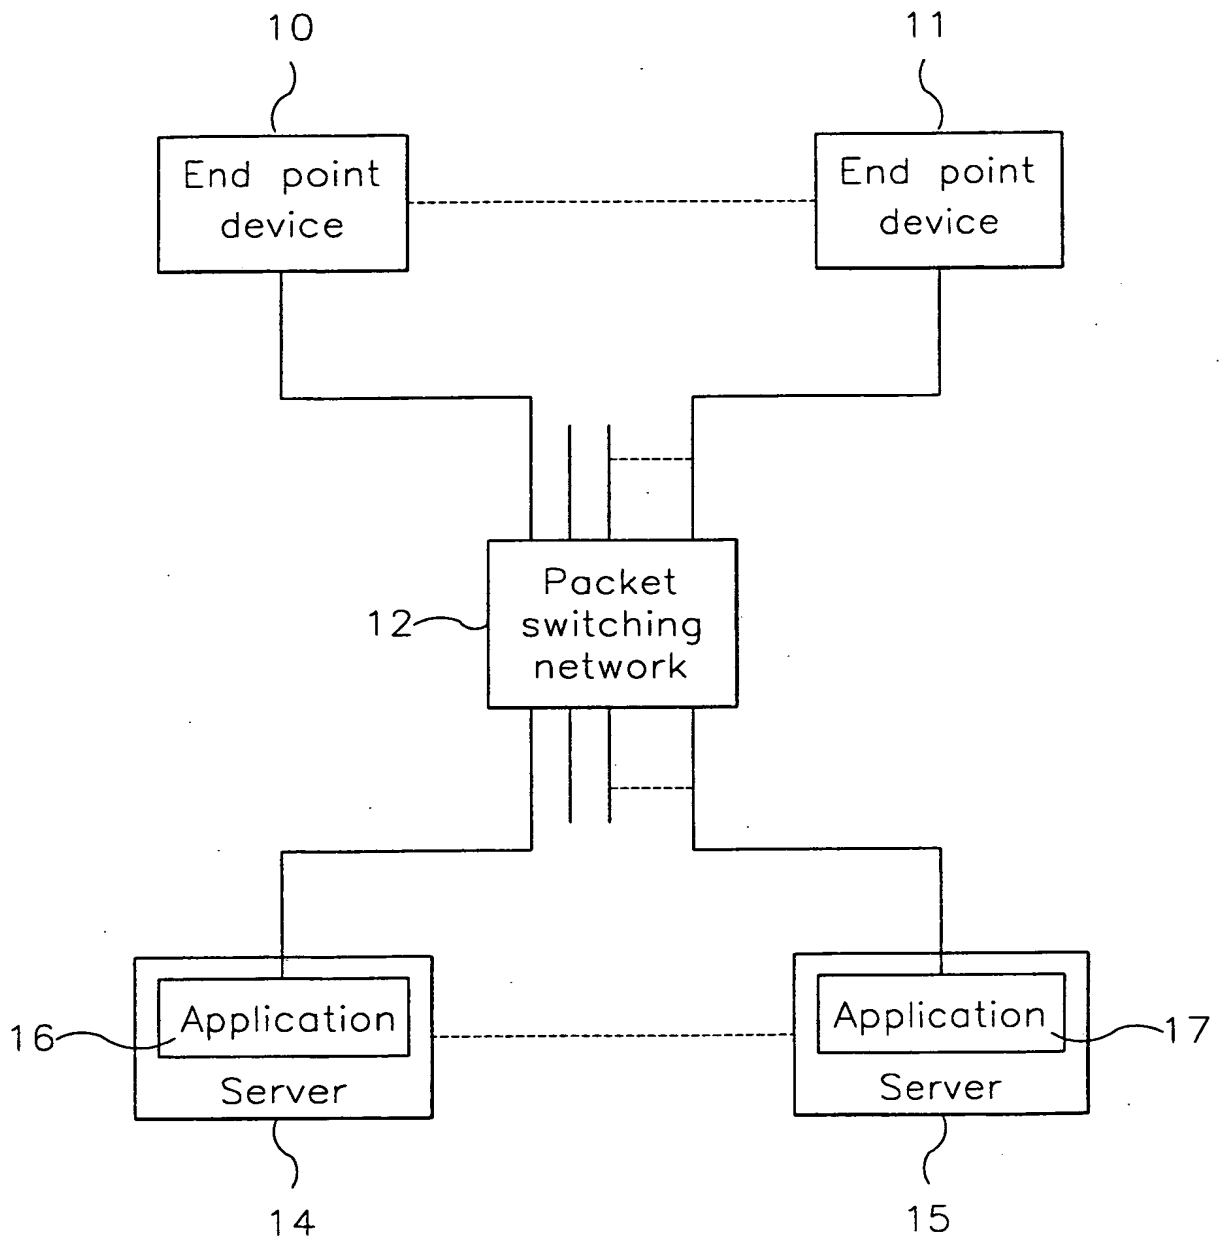 10
11
End point
device
End point
device
12
Packet
switching
network
16
Application
Server
Application
Server
17
14
15